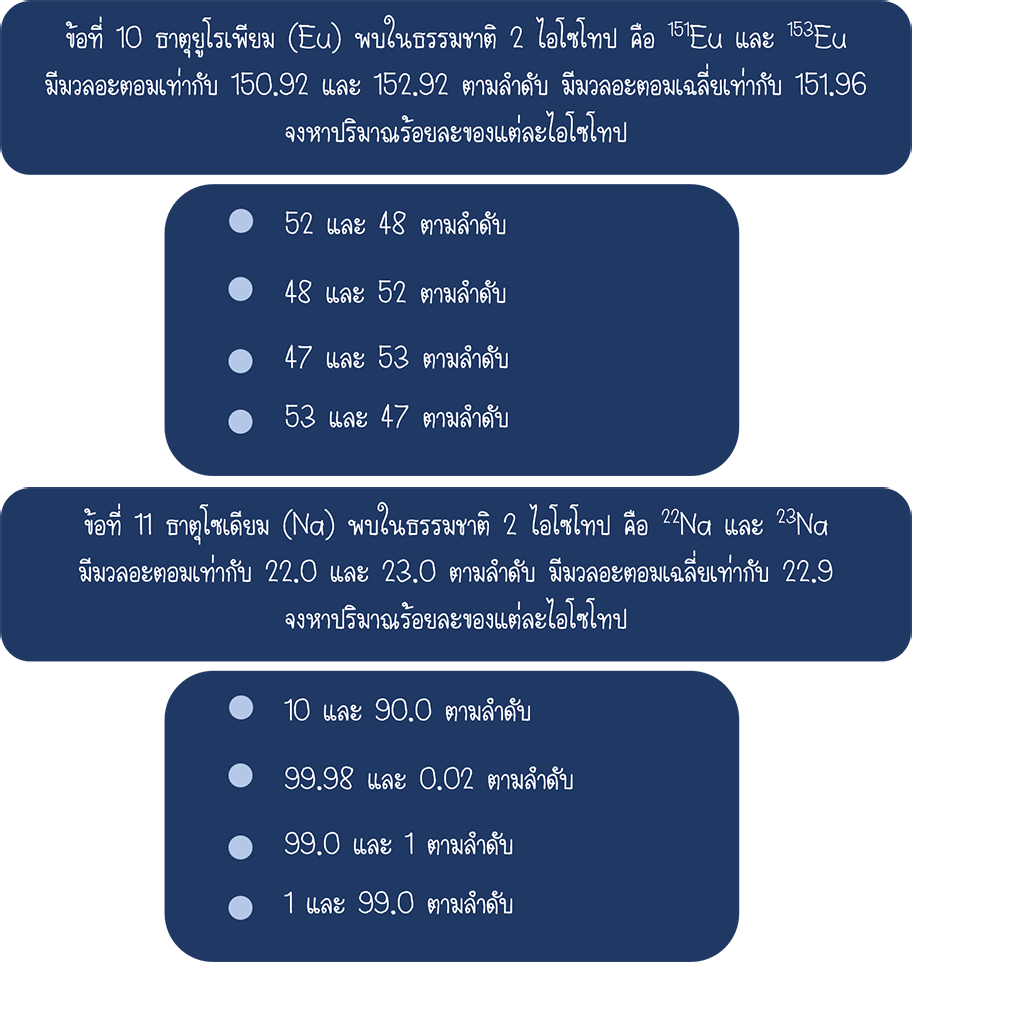 ข้อที่ 10 ธาตุยูโรเพียม (Eu) พบในธรรมชาติ 2 ไอโซโทป คือ ¹⁵¹Eu และ ¹⁵³Eu
มีมวลอะตอมเท่ากับ 150.92 และ 152.92 ตามลำดับ มีมวลอะตอมเฉลี่ยเท่ากับ 151.96
จงหาปริมาณร้อยละของแต่ละไอโซโทป
52 และ 48 ตามลำดับ
48 และ 52 ตามลำดับ
47 และ 53 ตามลำดับ
53 และ 47 ตามลำดับ
ข้อที่ 11 ธาตุโซเดียม (Na) พบในธรรมชาติ 2 ไอโซโทป คือ ²²Na และ ²³Na
มีมวลอะตอมเท่ากับ 22.0 และ 23.0 ตามลำดับ มีมวลอะตอมเฉลี่ยเท่ากับ 22.9
จงหาปริมาณร้อยละของแต่ละไอโซโทป
10 และ 90.0 ตามลำดับ
99.98 และ 0.02 ตามลำดับ
99.0 และ 1 ตามลำดับ
1 และ 99.0 ตามลำดับ